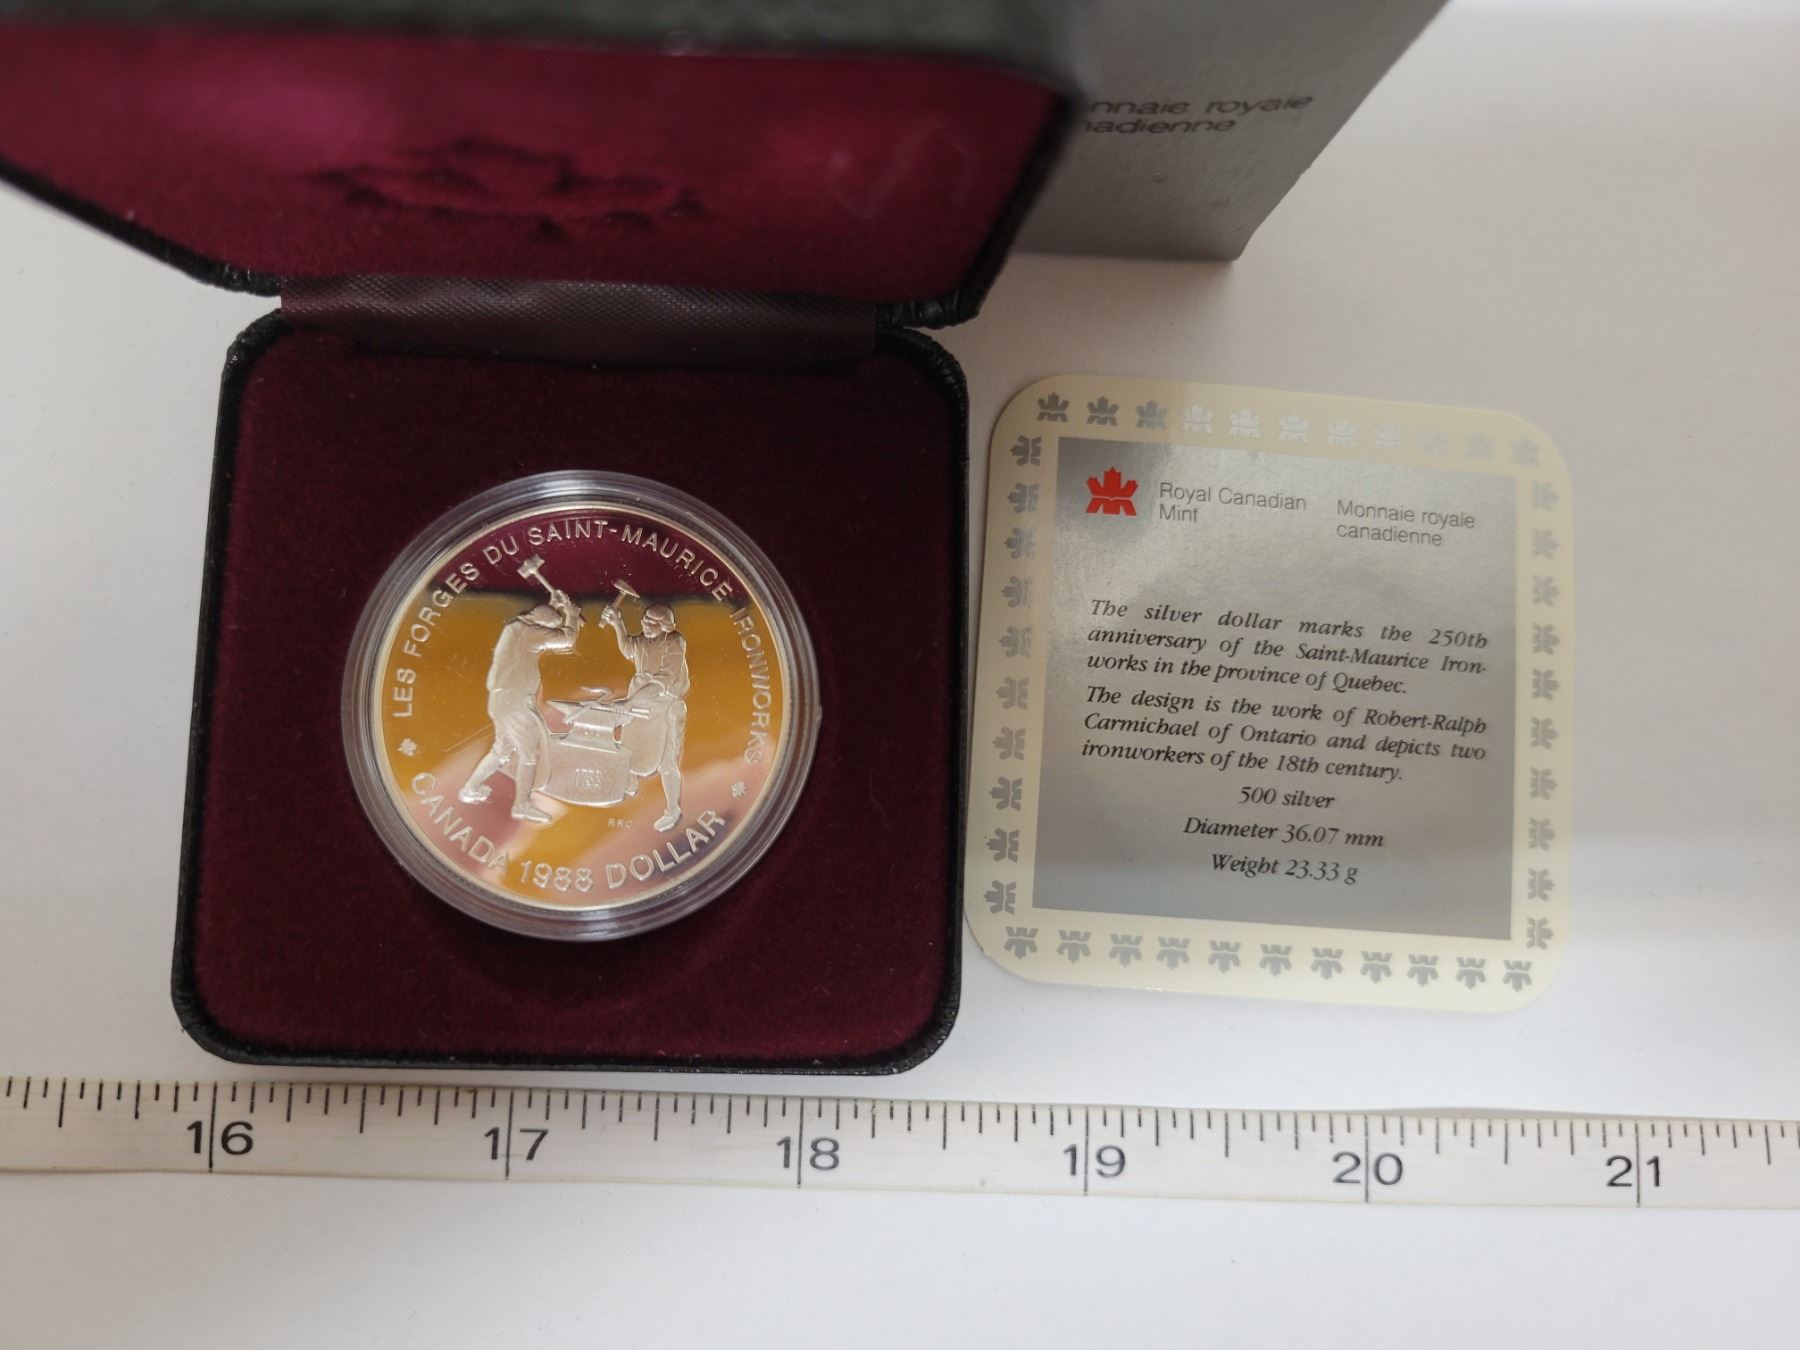 nnaie royale
nadienne
LES FORGES DU SAINT-MAURICE IRONWORKS
1738
RRC
CANADA 1988 DOLLAR
Royal Canadian
Mint
Monnaie royale
canadienne
The silver dollar marks the 250th
anniversary of the Saint-Maurice Iron-
works in the province of Quebec.
The design is the work of Robert-Ralph
Carmichael of Ontario and depicts two
ironworkers of the 18th century.
500 silver
Diameter 36.07 mm
Weight 23.33 g
16 17 18 19 20 21